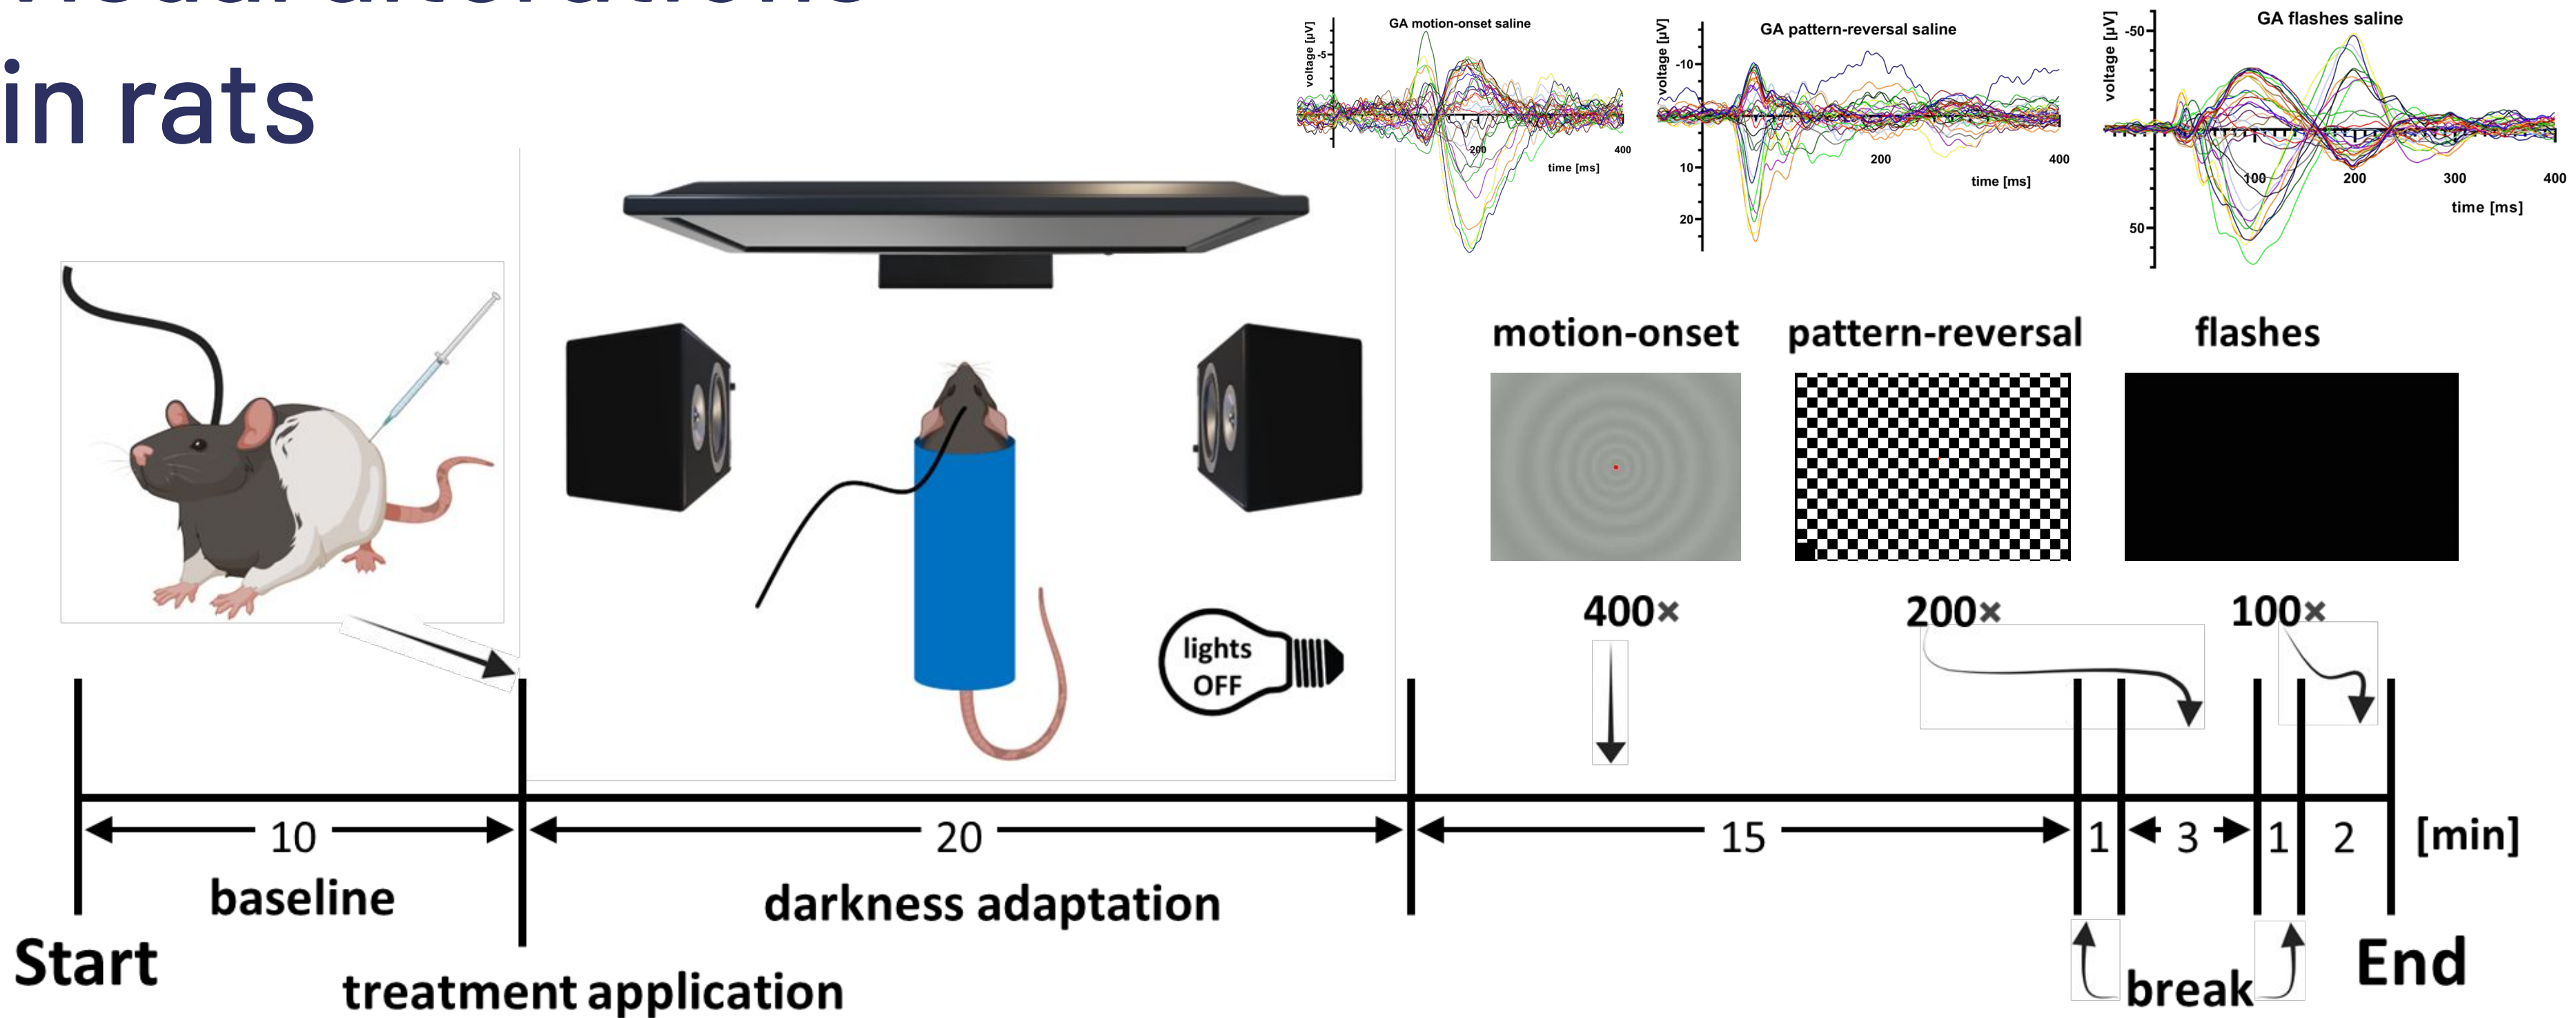 visual alterations
in rats
GA motion-onset saline
voltage [µV]
-5
200
400
time [ms]
GA pattern-reversal saline
voltage [µV]
-10
10
20
200
400
time [ms]
GA flashes saline
voltage [µV]
-50
50
100
200
300
400
time [ms]
motion-onset
pattern-reversal
flashes
400×
200×
100×
lights
OFF
10
20
15
1
3
1
2
[min]
baseline
darkness adaptation
Start
treatment application
break
End